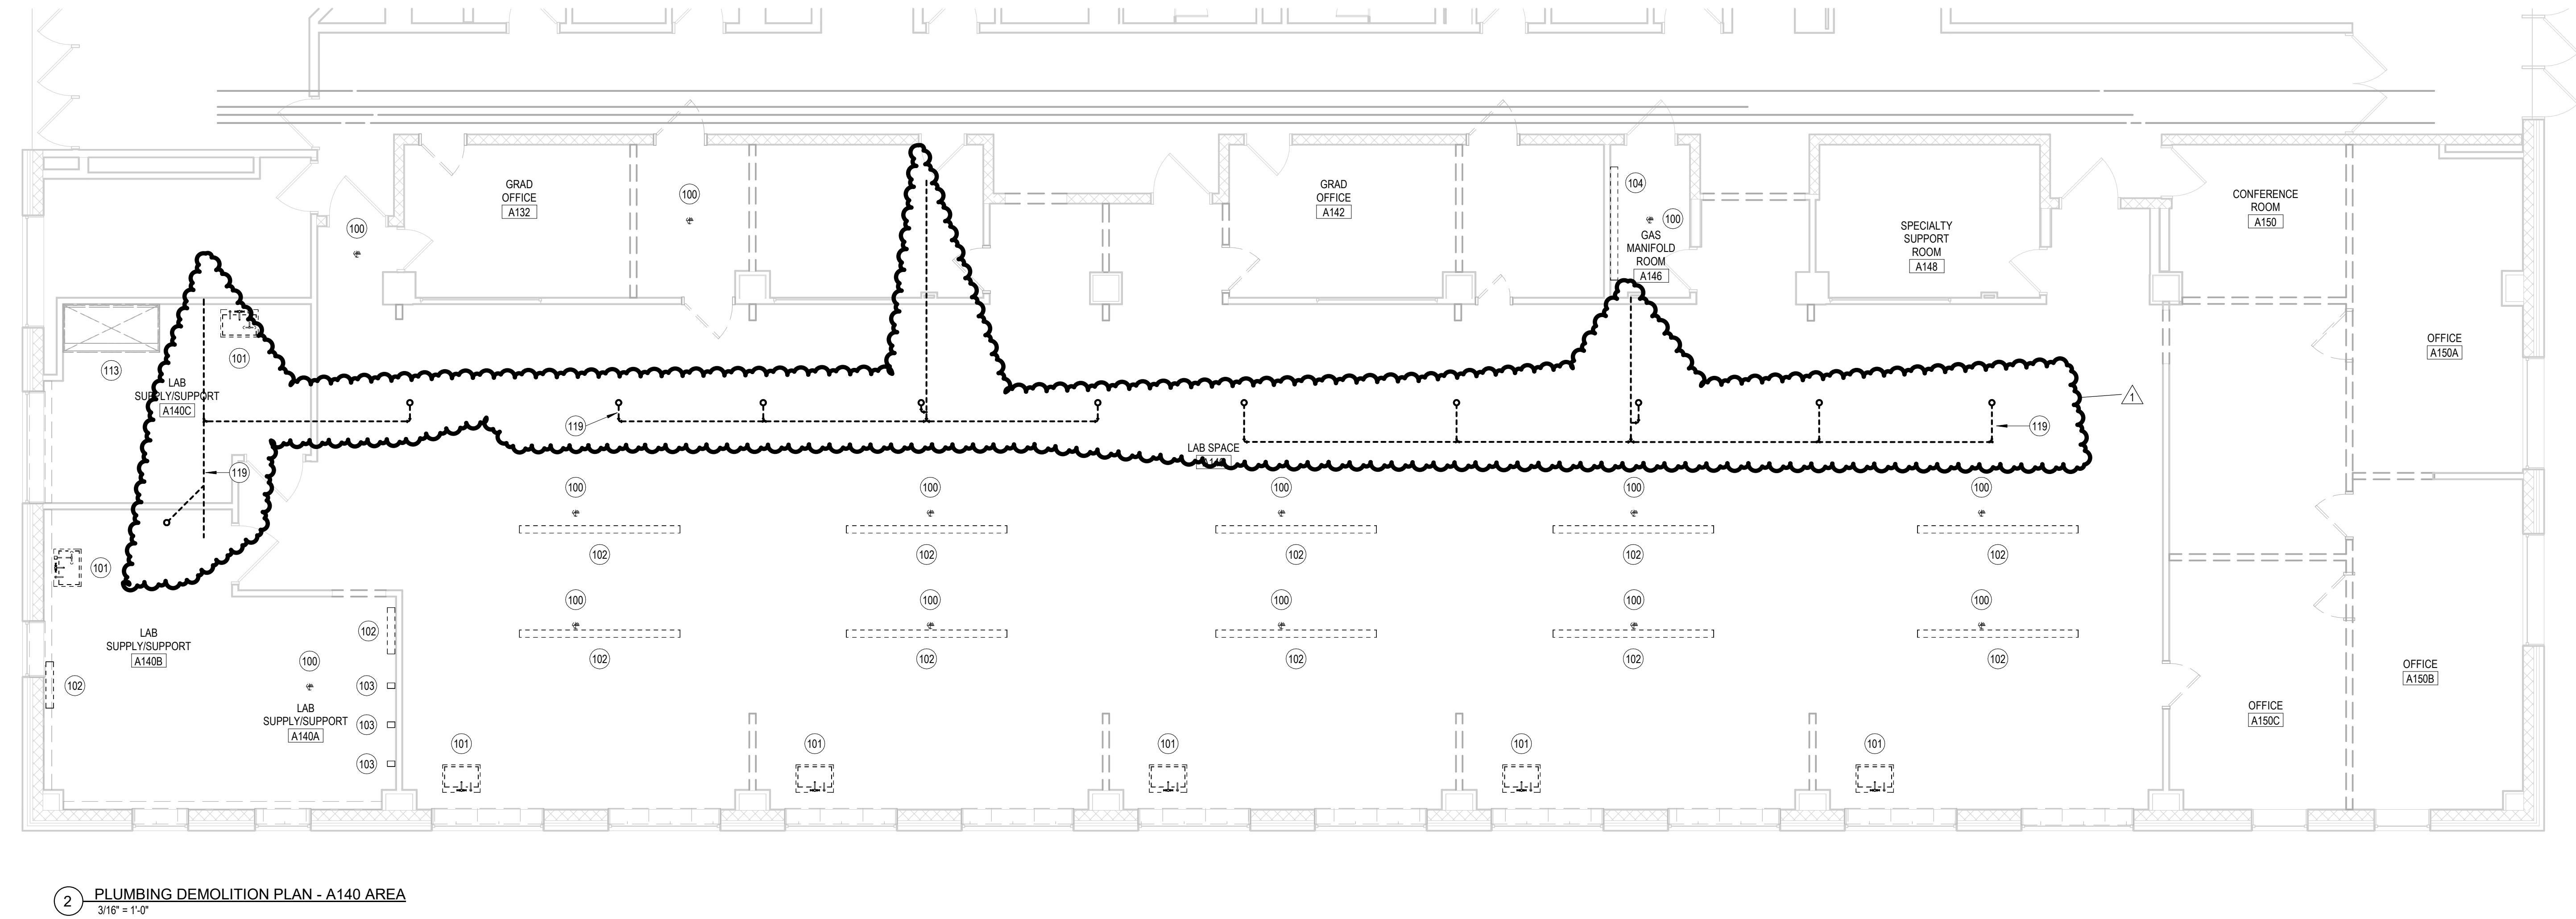 GRAD
OFFICE
A132
100
100
GRAD
OFFICE
A142
104
100
GAS
MANIFOLD
ROOM
A146
SPECIALTY
SUPPORT
ROOM
A148
CONFERENCE
ROOM
A150
OFFICE
A150A
113
101
LAB
SUPPLY/SUPPORT
A140C
119
119
1
119
LAB SPACE
100
100
100
100
100
102
102
102
102
102
101
100
100
100
100
100
102
102
102
102
102
LAB
SUPPLY/SUPPORT
A140B
102
102
100
103
103
103
LAB
SUPPLY/SUPPORT
A140A
OFFICE
A150B
OFFICE
A150C
101
101
101
101
101
2
PLUMBING DEMOLITION PLAN - A140 AREA
3/16" = 1'-0"